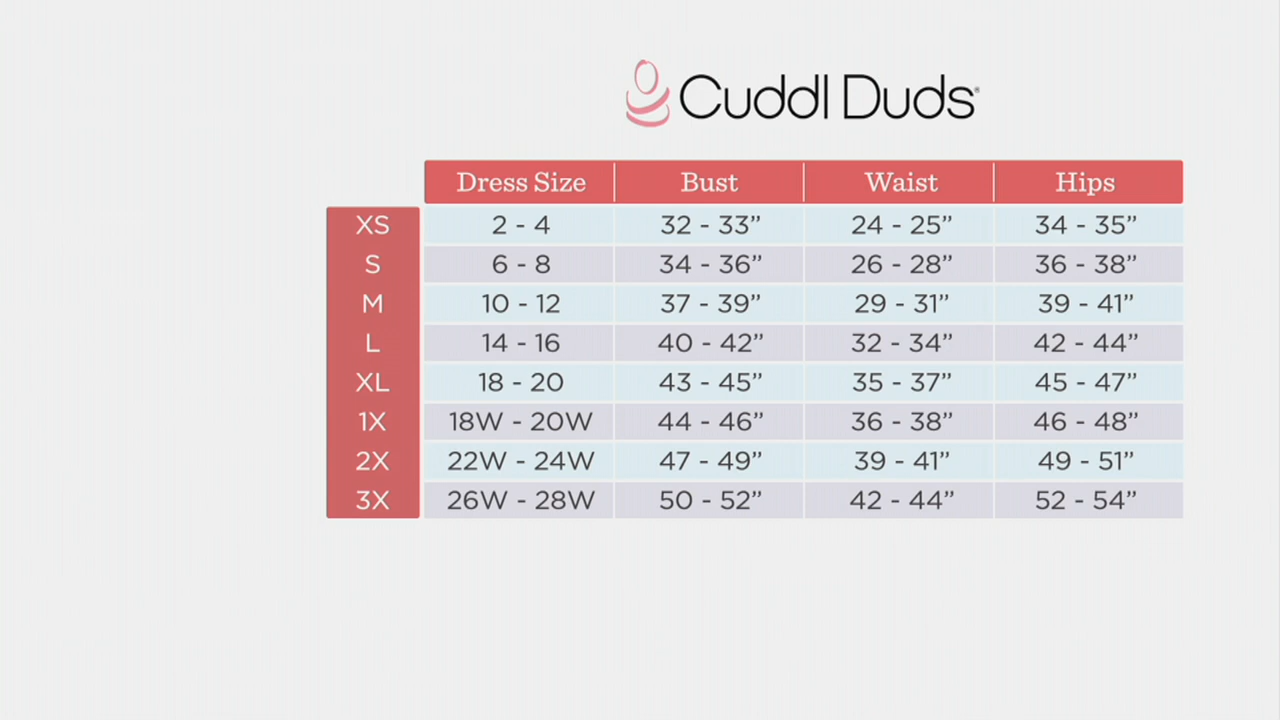 Cuddl Duds®
Dress Size Bust Waist Hips
XS 2 - 4 32 - 33” 24 - 25” 34 - 35”
S 6 - 8 34 - 36” 26 - 28” 36 - 38”
M 10 - 12 37 - 39” 29 - 31” 39 - 41”
L 14 - 16 40 - 42” 32 - 34” 42 - 44”
XL 18 - 20 43 - 45” 35 - 37” 45 - 47”
1X 18W - 20W 44 - 46” 36 - 38” 46 - 48”
2X 22W - 24W 47 - 49” 39 - 41” 49 - 51”
3X 26W - 28W 50 - 52” 42 - 44” 52 - 54”